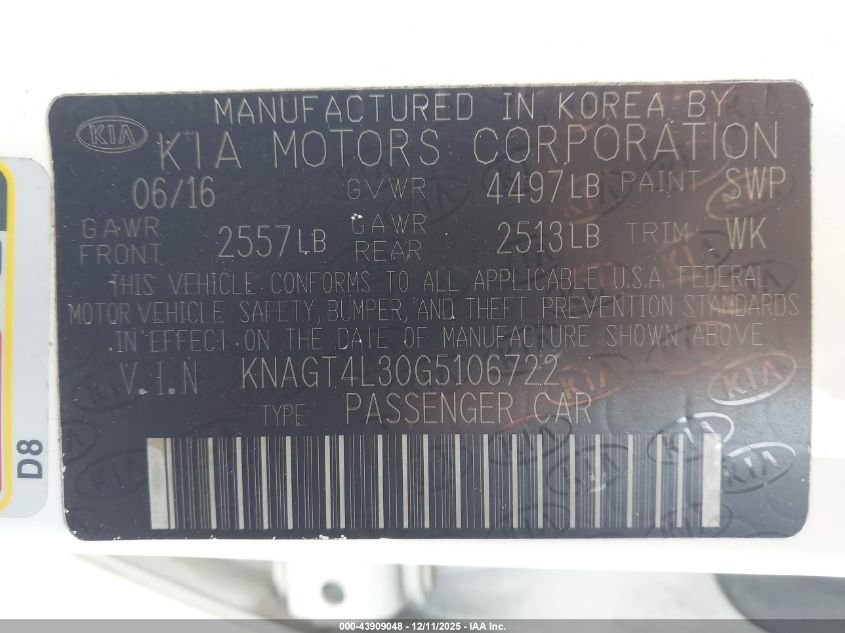 MANUFACTURED IN KOREA BY
KIA KIA MOTORS CORPORATION
06/16 GVWR 4497LB PAINT SWP
GAWR FRONT 2557LB GAWR REAR 2513LB TRIM WK
THIS VEHICLE CONFORMS TO ALL APPLICABLE U.S.A. FEDERAL
MOTOR VEHICLE SAFETY, BUMPER, AND THEFT PREVENTION STANDARDS
IN EFFECT ON THE DATE OF MANUFACTURE SHOWN ABOVE
V.I.N KNAGT4L30G5106722
TYPE PASSENGER CAR
D8
000-43909048 - 12/11/2025 - IAA Inc.